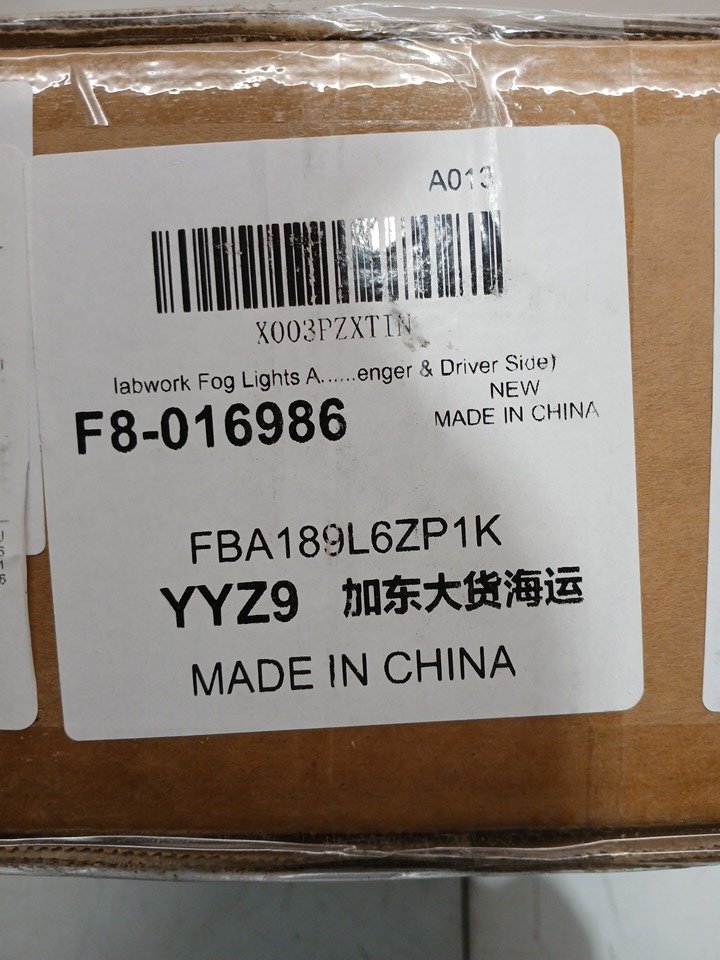 A013
X003PZXTIN
labwork Fog Lights A......enger & Driver Side)
NEW
F8-016986
MADE IN CHINA
FBA189L6ZP1K
YYZ9 加东大货海运
MADE IN CHINA